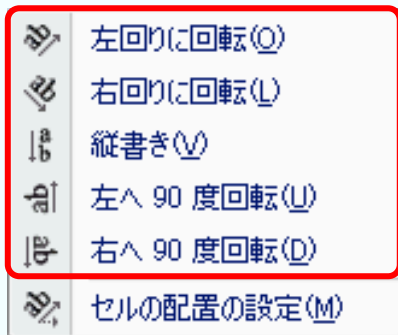 左回りに回転(O)
右回りに回転(L)
縦書き(V)
左へ 90 度回転(U)
右へ 90 度回転(D)
セルの配置の設定(M)